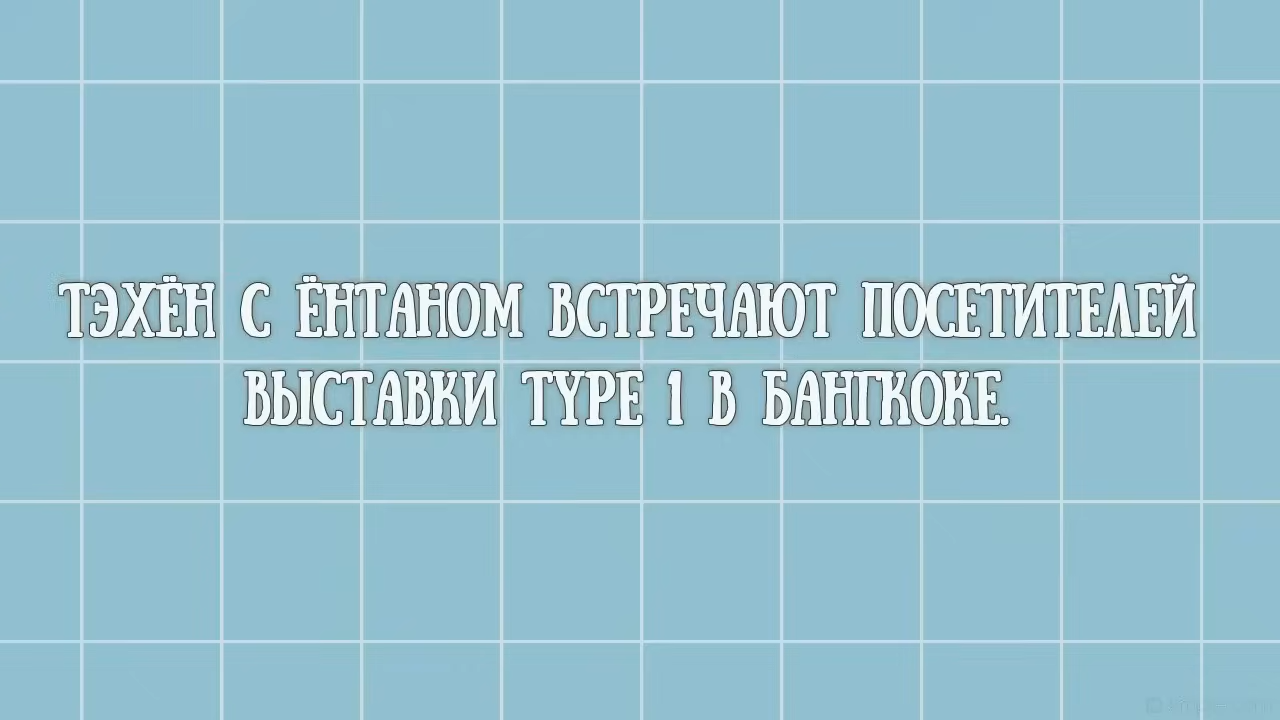 ТЭХЁН С ЁНТАНОМ ВСТРЕЧАЮТ ПОСЕТИТЕЛЕЙ
ВЫСТАВКИ TYPE 1 В БАНГКОКЕ.